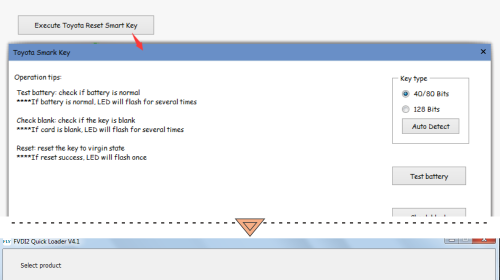 Execute Toyota Reset Smart Key
Toyota Smark Key
Operation tips:
Test battery: check if battery is normal
****If battery is normal, LED will flash for several times
Check blank: check if the key is blank
****If card is blank, LED will flash for several times
Reset: reset the key to virgin state
****If reset success, LED will flash once
Key type
40/80 Bits
128 Bits
Auto Detect
Test battery
FLY FVDI2 Quick Loader V4.1
Select product